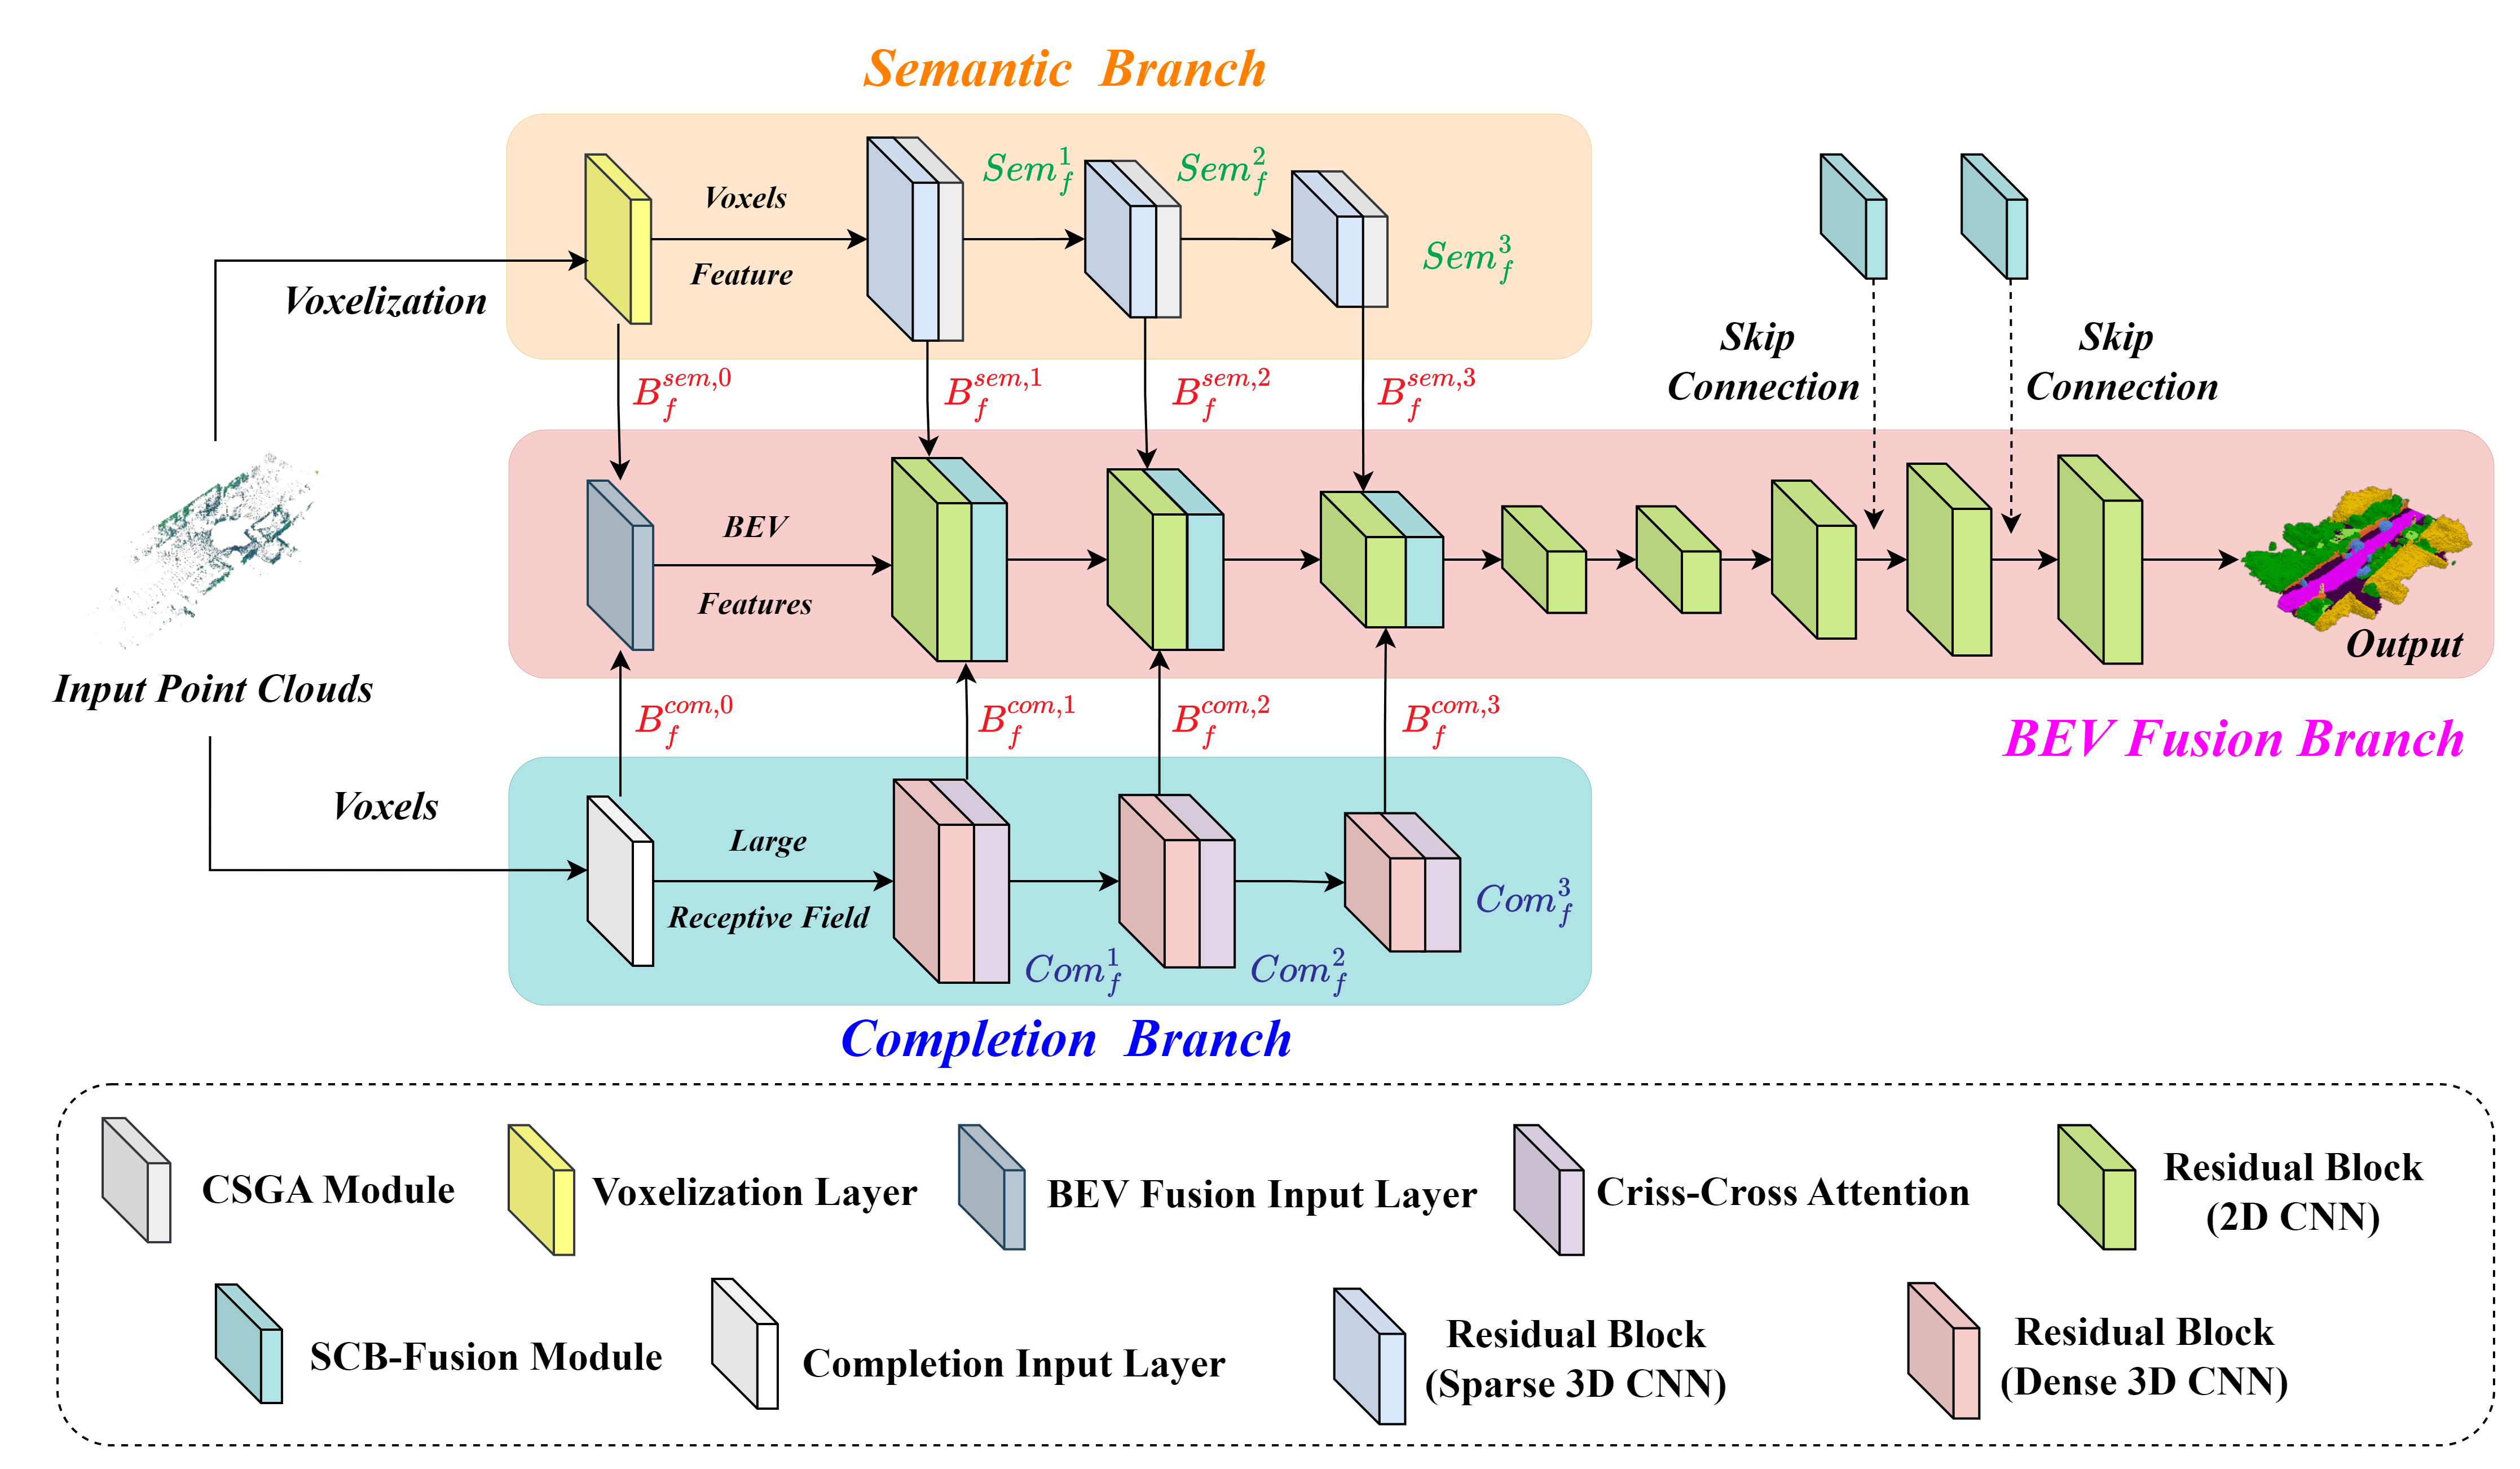 Semantic Branch
Voxels
Feature
Sem_f^1
Sem_f^2
Sem_f^3
Voxelization
Skip
Connection
Skip
Connection
B_f^{sem,0}
B_f^{sem,1}
B_f^{sem,2}
B_f^{sem,3}
BEV
Features
Output
Input Point Clouds
B_f^{com,0}
B_f^{com,1}
B_f^{com,2}
B_f^{com,3}
BEV Fusion Branch
Voxels
Large
Receptive Field
Com_f^1
Com_f^2
Com_f^3
Completion Branch
CSGA Module
Voxelization Layer
BEV Fusion Input Layer
Criss-Cross Attention
Residual Block
(2D CNN)
SCB-Fusion Module
Completion Input Layer
Residual Block
(Sparse 3D CNN)
Residual Block
(Dense 3D CNN)